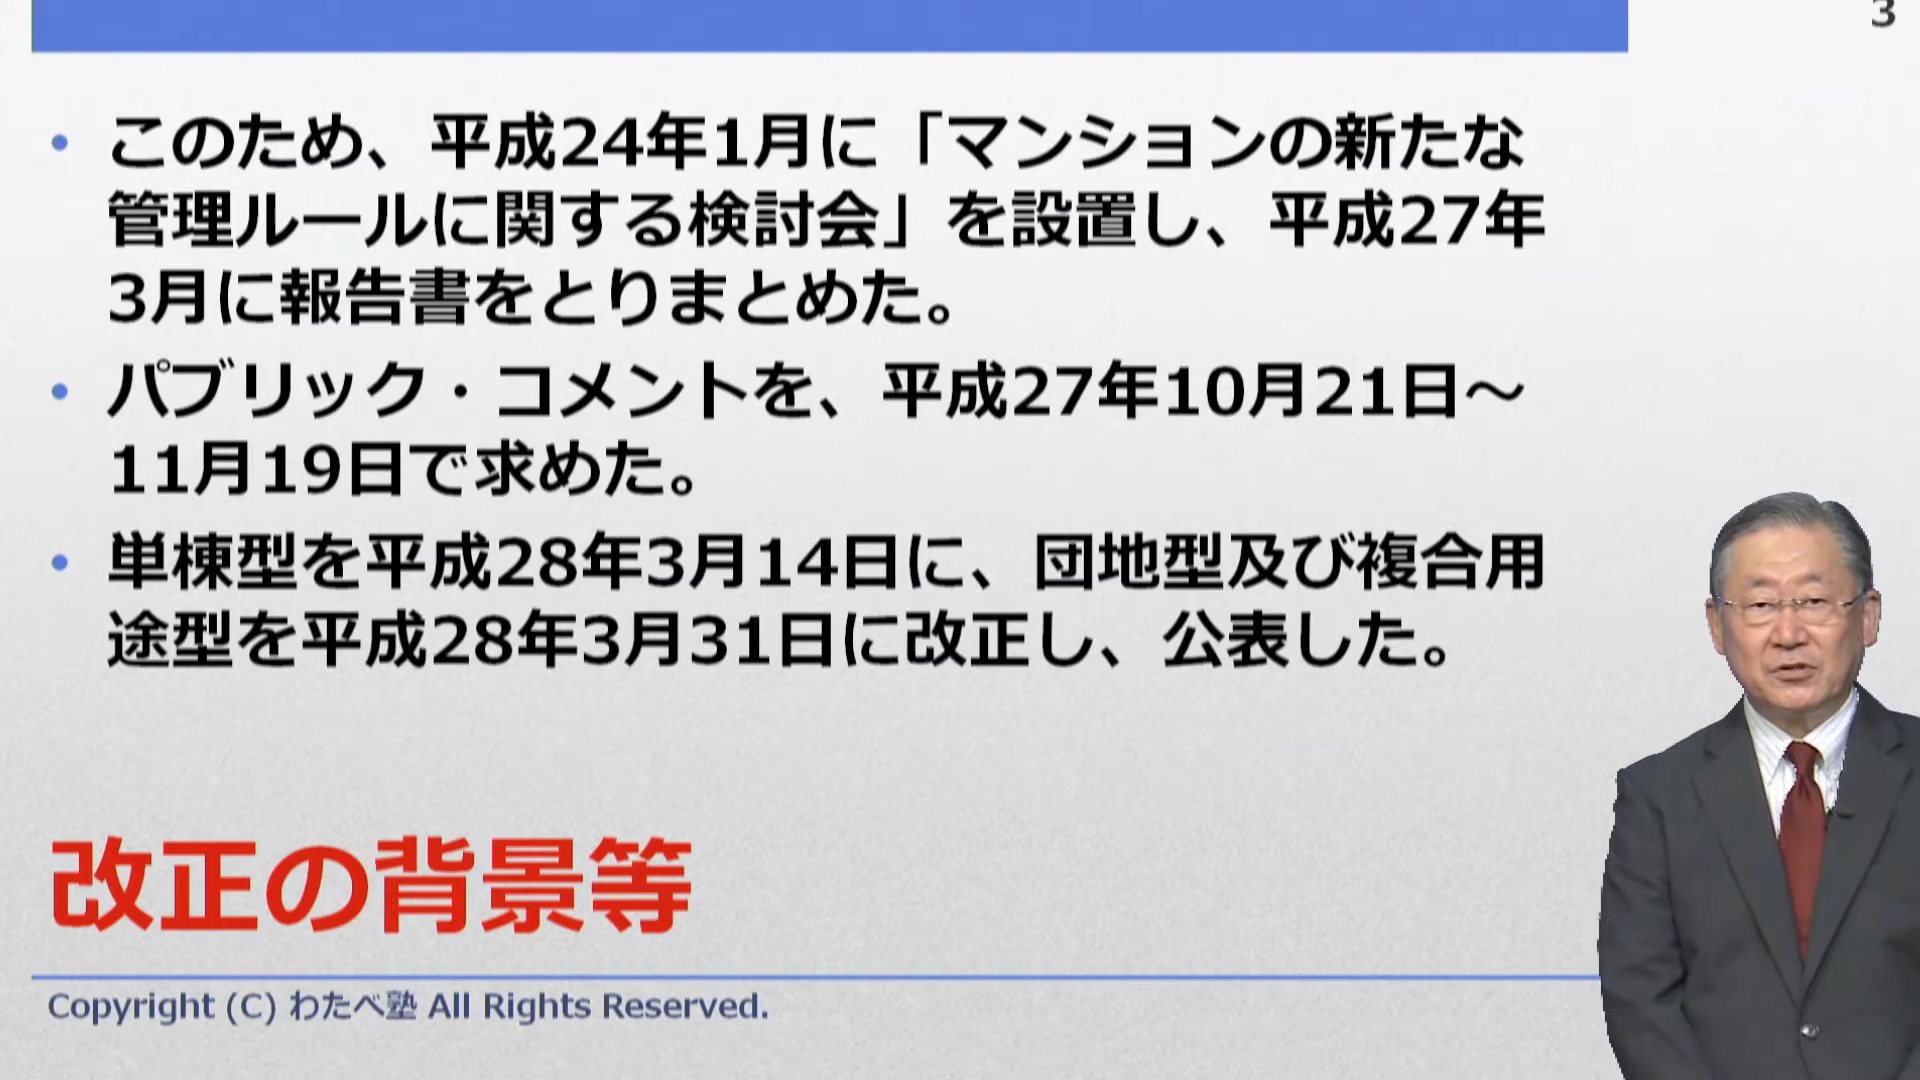 3
• このため、平成24年1月に「マンションの新たな
管理ルールに関する検討会」を設置し、平成27年
3月に報告書をとりまとめた。
• パブリック・コメントを、平成27年10月21日～
11月19日で求めた。
• 単棟型を平成28年3月14日に、団地型及び複合用
途型を平成28年3月31日に改正し、公表した。
改正の背景等
Copyright (C) わたべ塾 All Rights Reserved.